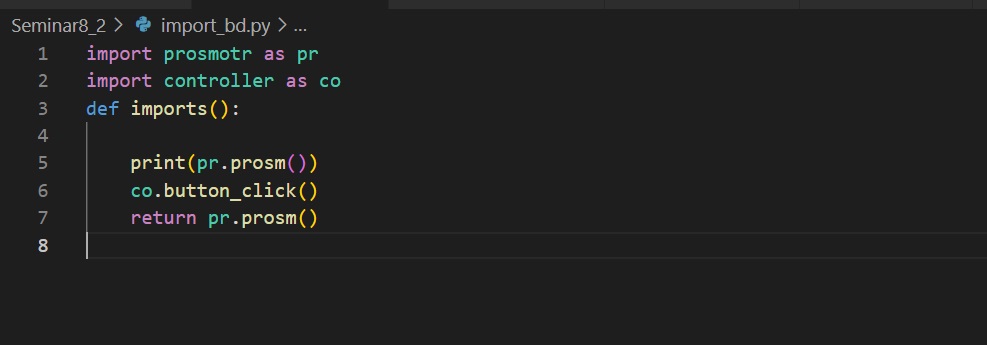 Seminar8_2 > import_bd.py > ...
1 import prosmotr as pr
2 import controller as co
3 def imports():
4
5     print(pr.prosm())
6     co.button_click()
7     return pr.prosm()
8